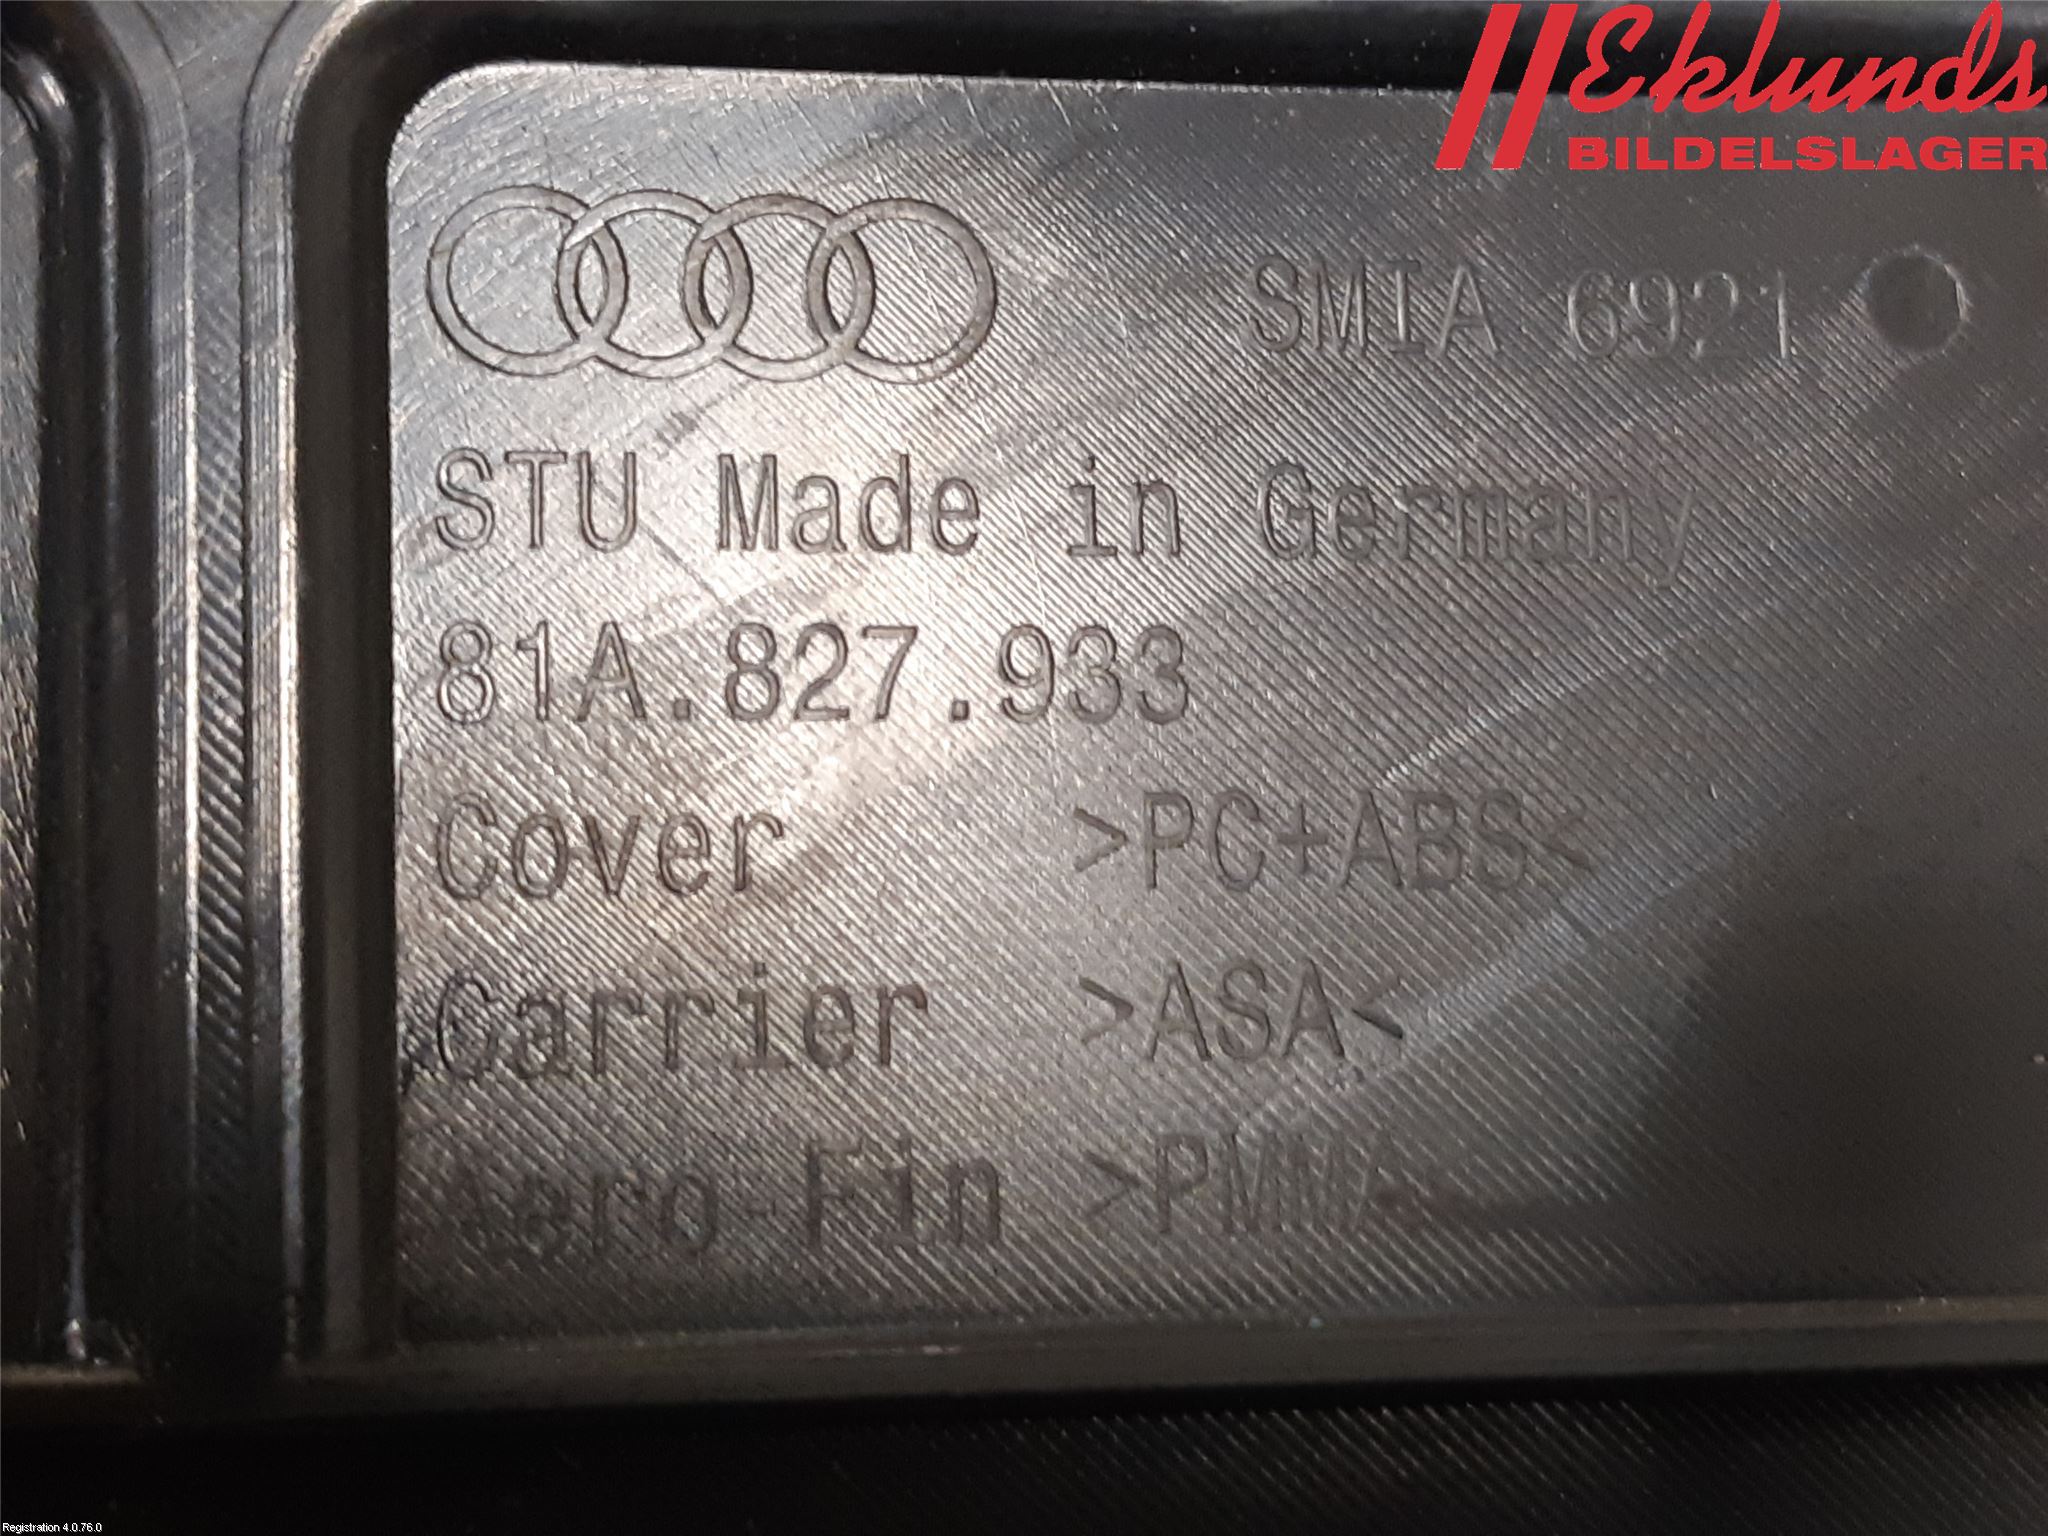 Eklunds
BILDELSLAGER
SMIA 6921
STU Made in Germany
81A.827.933
Cover >PC+ABS<
Carrier >ASA<
Aero-Fin >PMMA
Registration 4.0.76.0